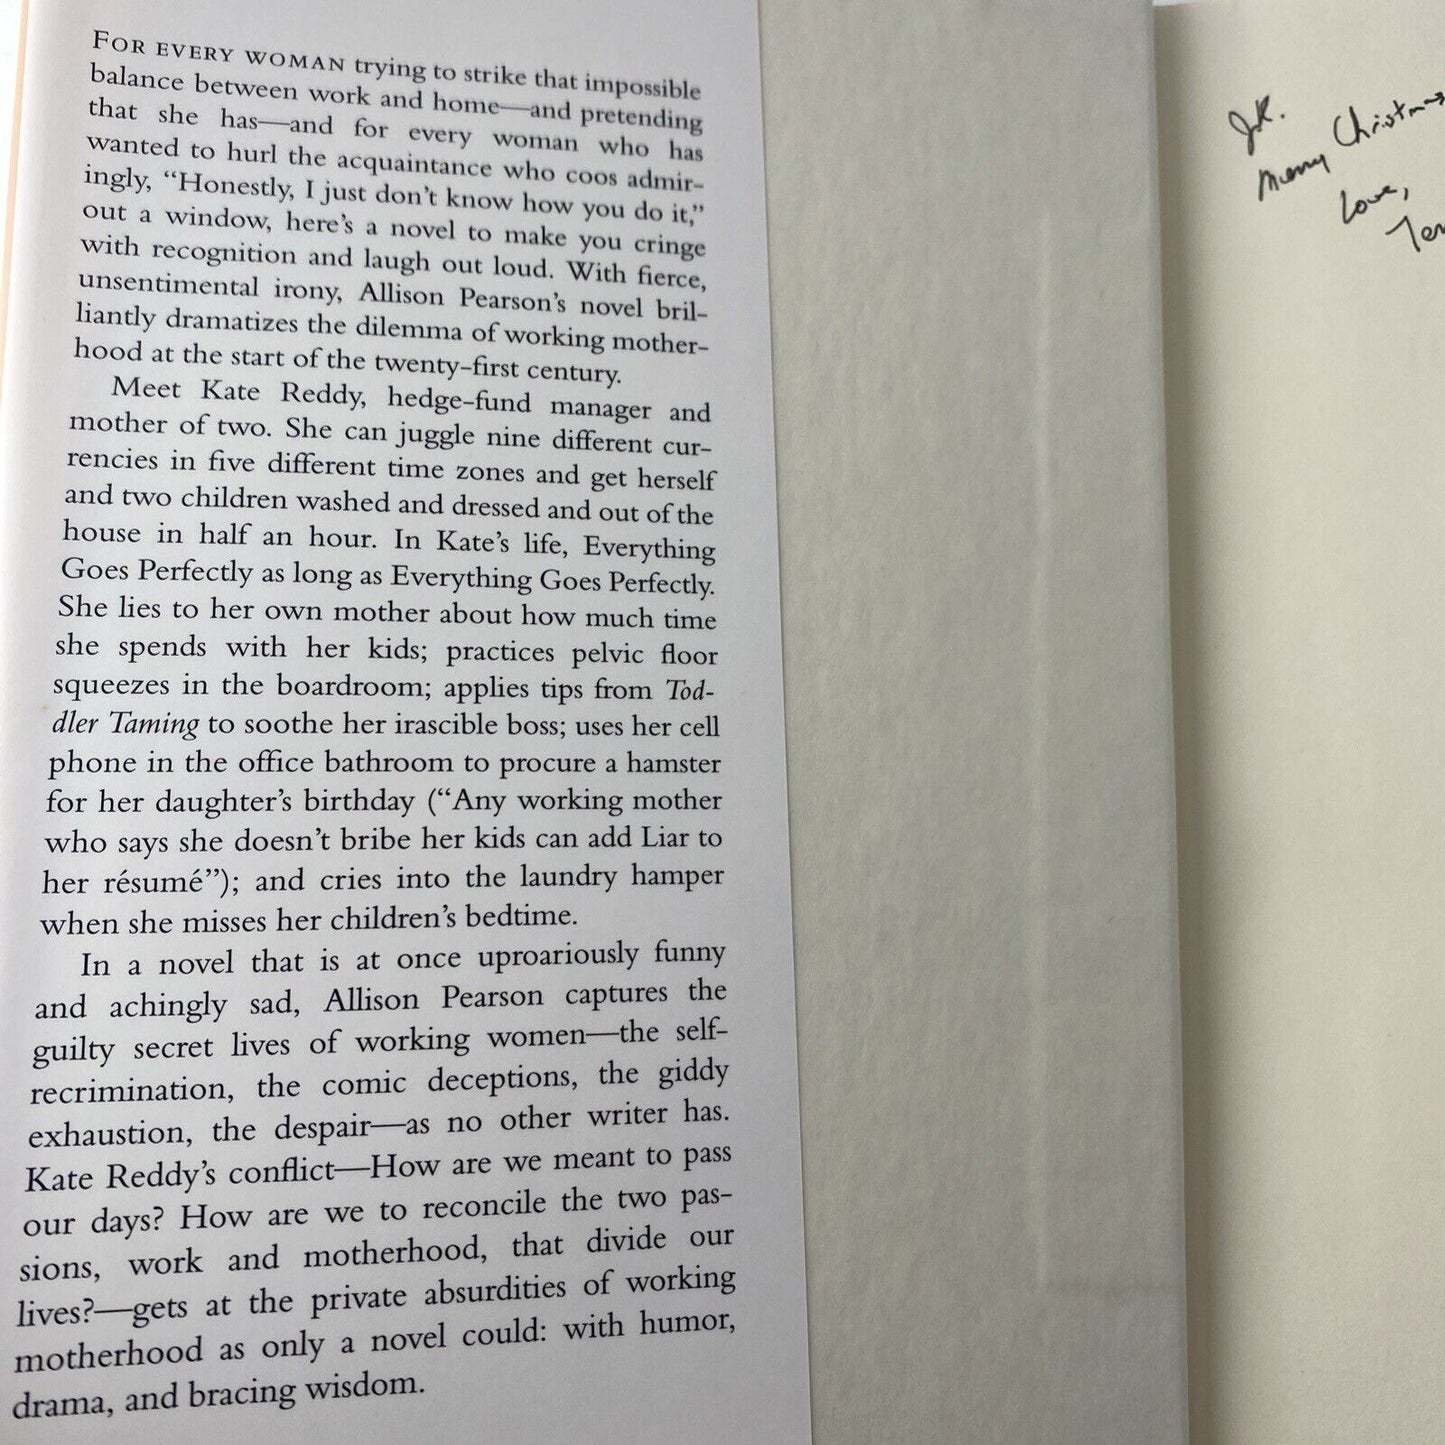 FOR EVERY WOMAN trying to strike that impossible
balance between work and home—and pretending
that she has—and for every woman who has
wanted to hurl the acquaintance who coos admir-
ingly, “Honestly, I just don’t know how you do it,”
out a window, here’s a novel to make you cringe
with recognition and laugh out loud. With fierce,
unsentimental irony, Allison Pearson’s novel bril-
liantly dramatizes the dilemma of working mother-
hood at the start of the twenty-first century.
Meet Kate Reddy, hedge-fund manager and
mother of two. She can juggle nine different cur-
rencies in five different time zones and get herself
and two children washed and dressed and out of the
house in half an hour. In Kate’s life, Everything
Goes Perfectly as long as Everything Goes Perfectly.
She lies to her own mother about how much time
she spends with her kids; practices pelvic floor
squeezes in the boardroom; applies tips from Tod-
dler Taming to soothe her irascible boss; uses her cell
phone in the office bathroom to procure a hamster
for her daughter’s birthday (“Any working mother
who says she doesn’t bribe her kids can add Liar to
her résumé”); and cries into the laundry hamper
when she misses her children’s bedtime.
In a novel that is at once uproariously funny
and achingly sad, Allison Pearson captures the
guilty secret lives of working women—the self-
recrimination, the comic deceptions, the giddy
exhaustion, the despair—as no other writer has.
Kate Reddy’s conflict—How are we meant to pass
our days? How are we to reconcile the two pas-
sions, work and motherhood, that divide our
lives?—gets at the private absurdities of working
motherhood as only a novel could: with humor,
drama, and bracing wisdom.
Merry Christmas
Love,